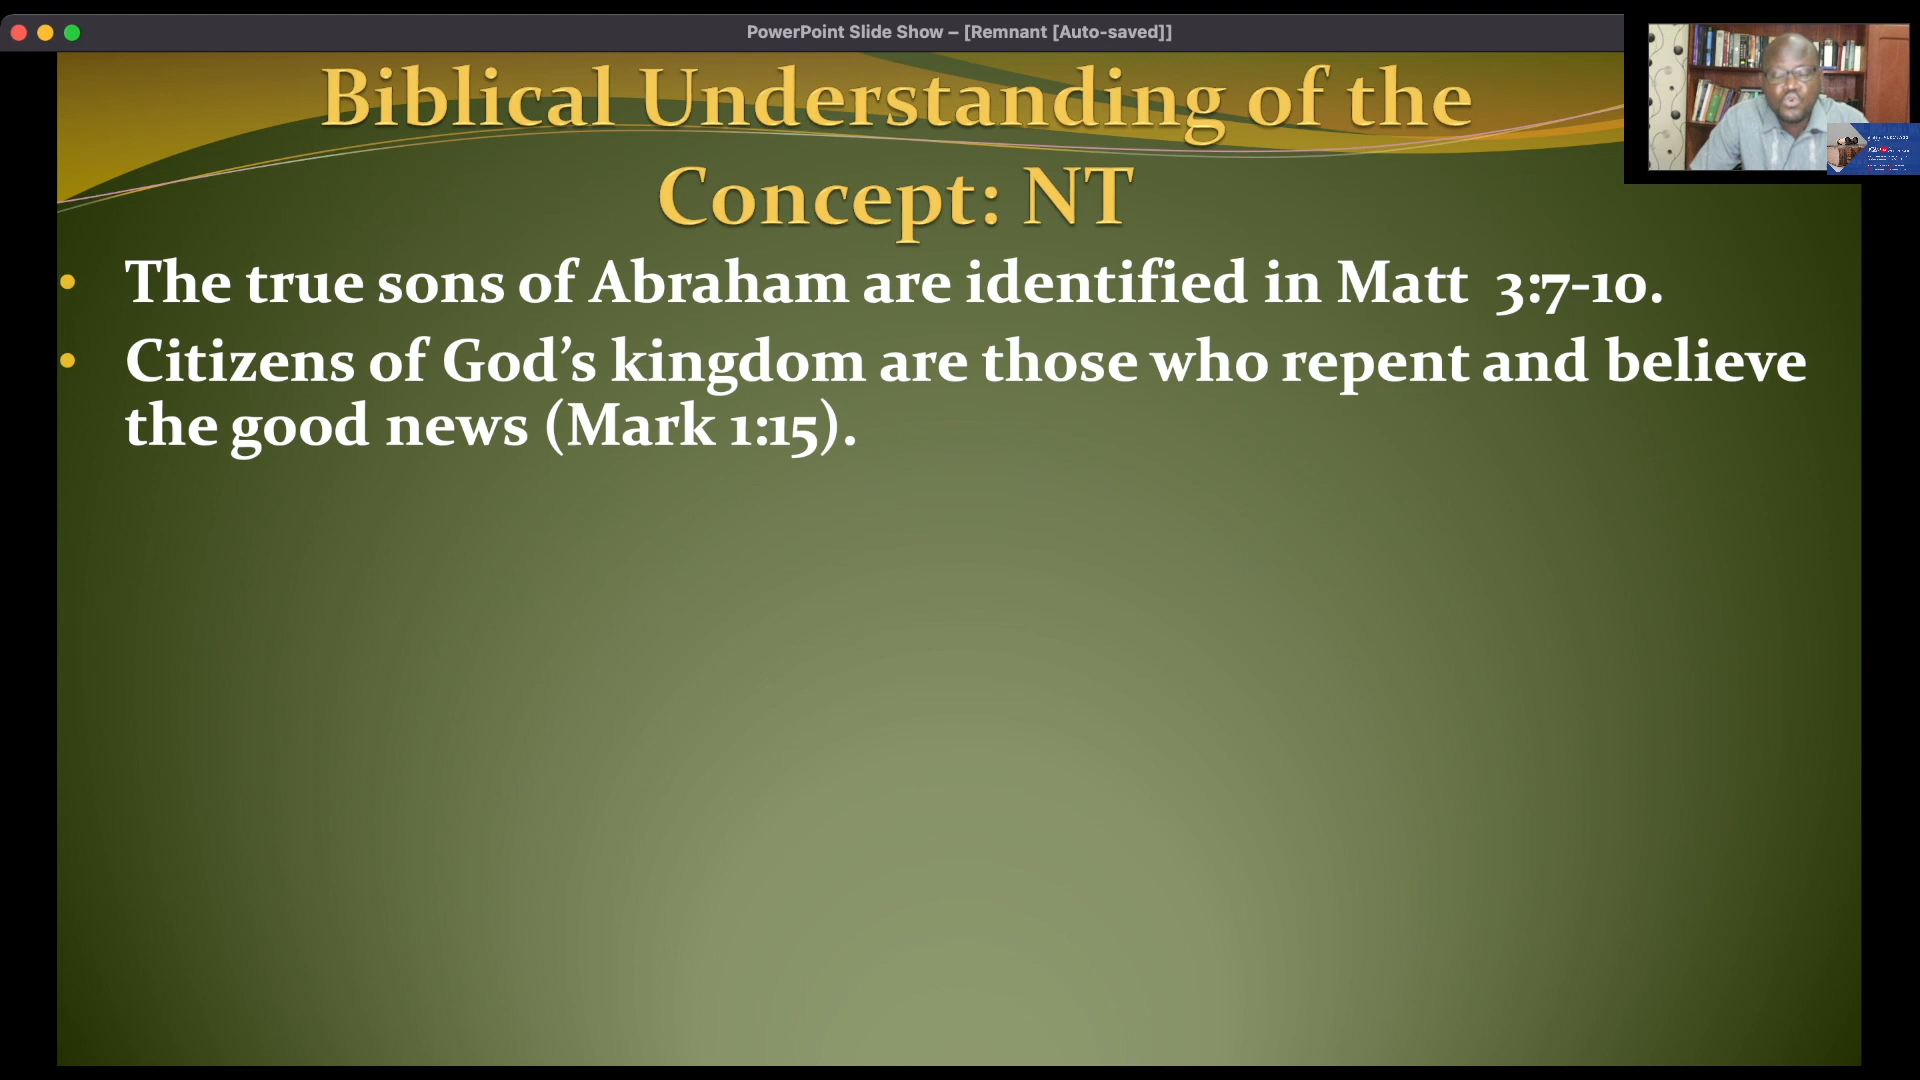 PowerPoint Slide Show – [Remnant [Auto-saved]]
Biblical Understanding of the
Concept: NT
• The true sons of Abraham are identified in Matt  3:7-10.
• Citizens of God’s kingdom are those who repent and believe
the good news (Mark 1:15).